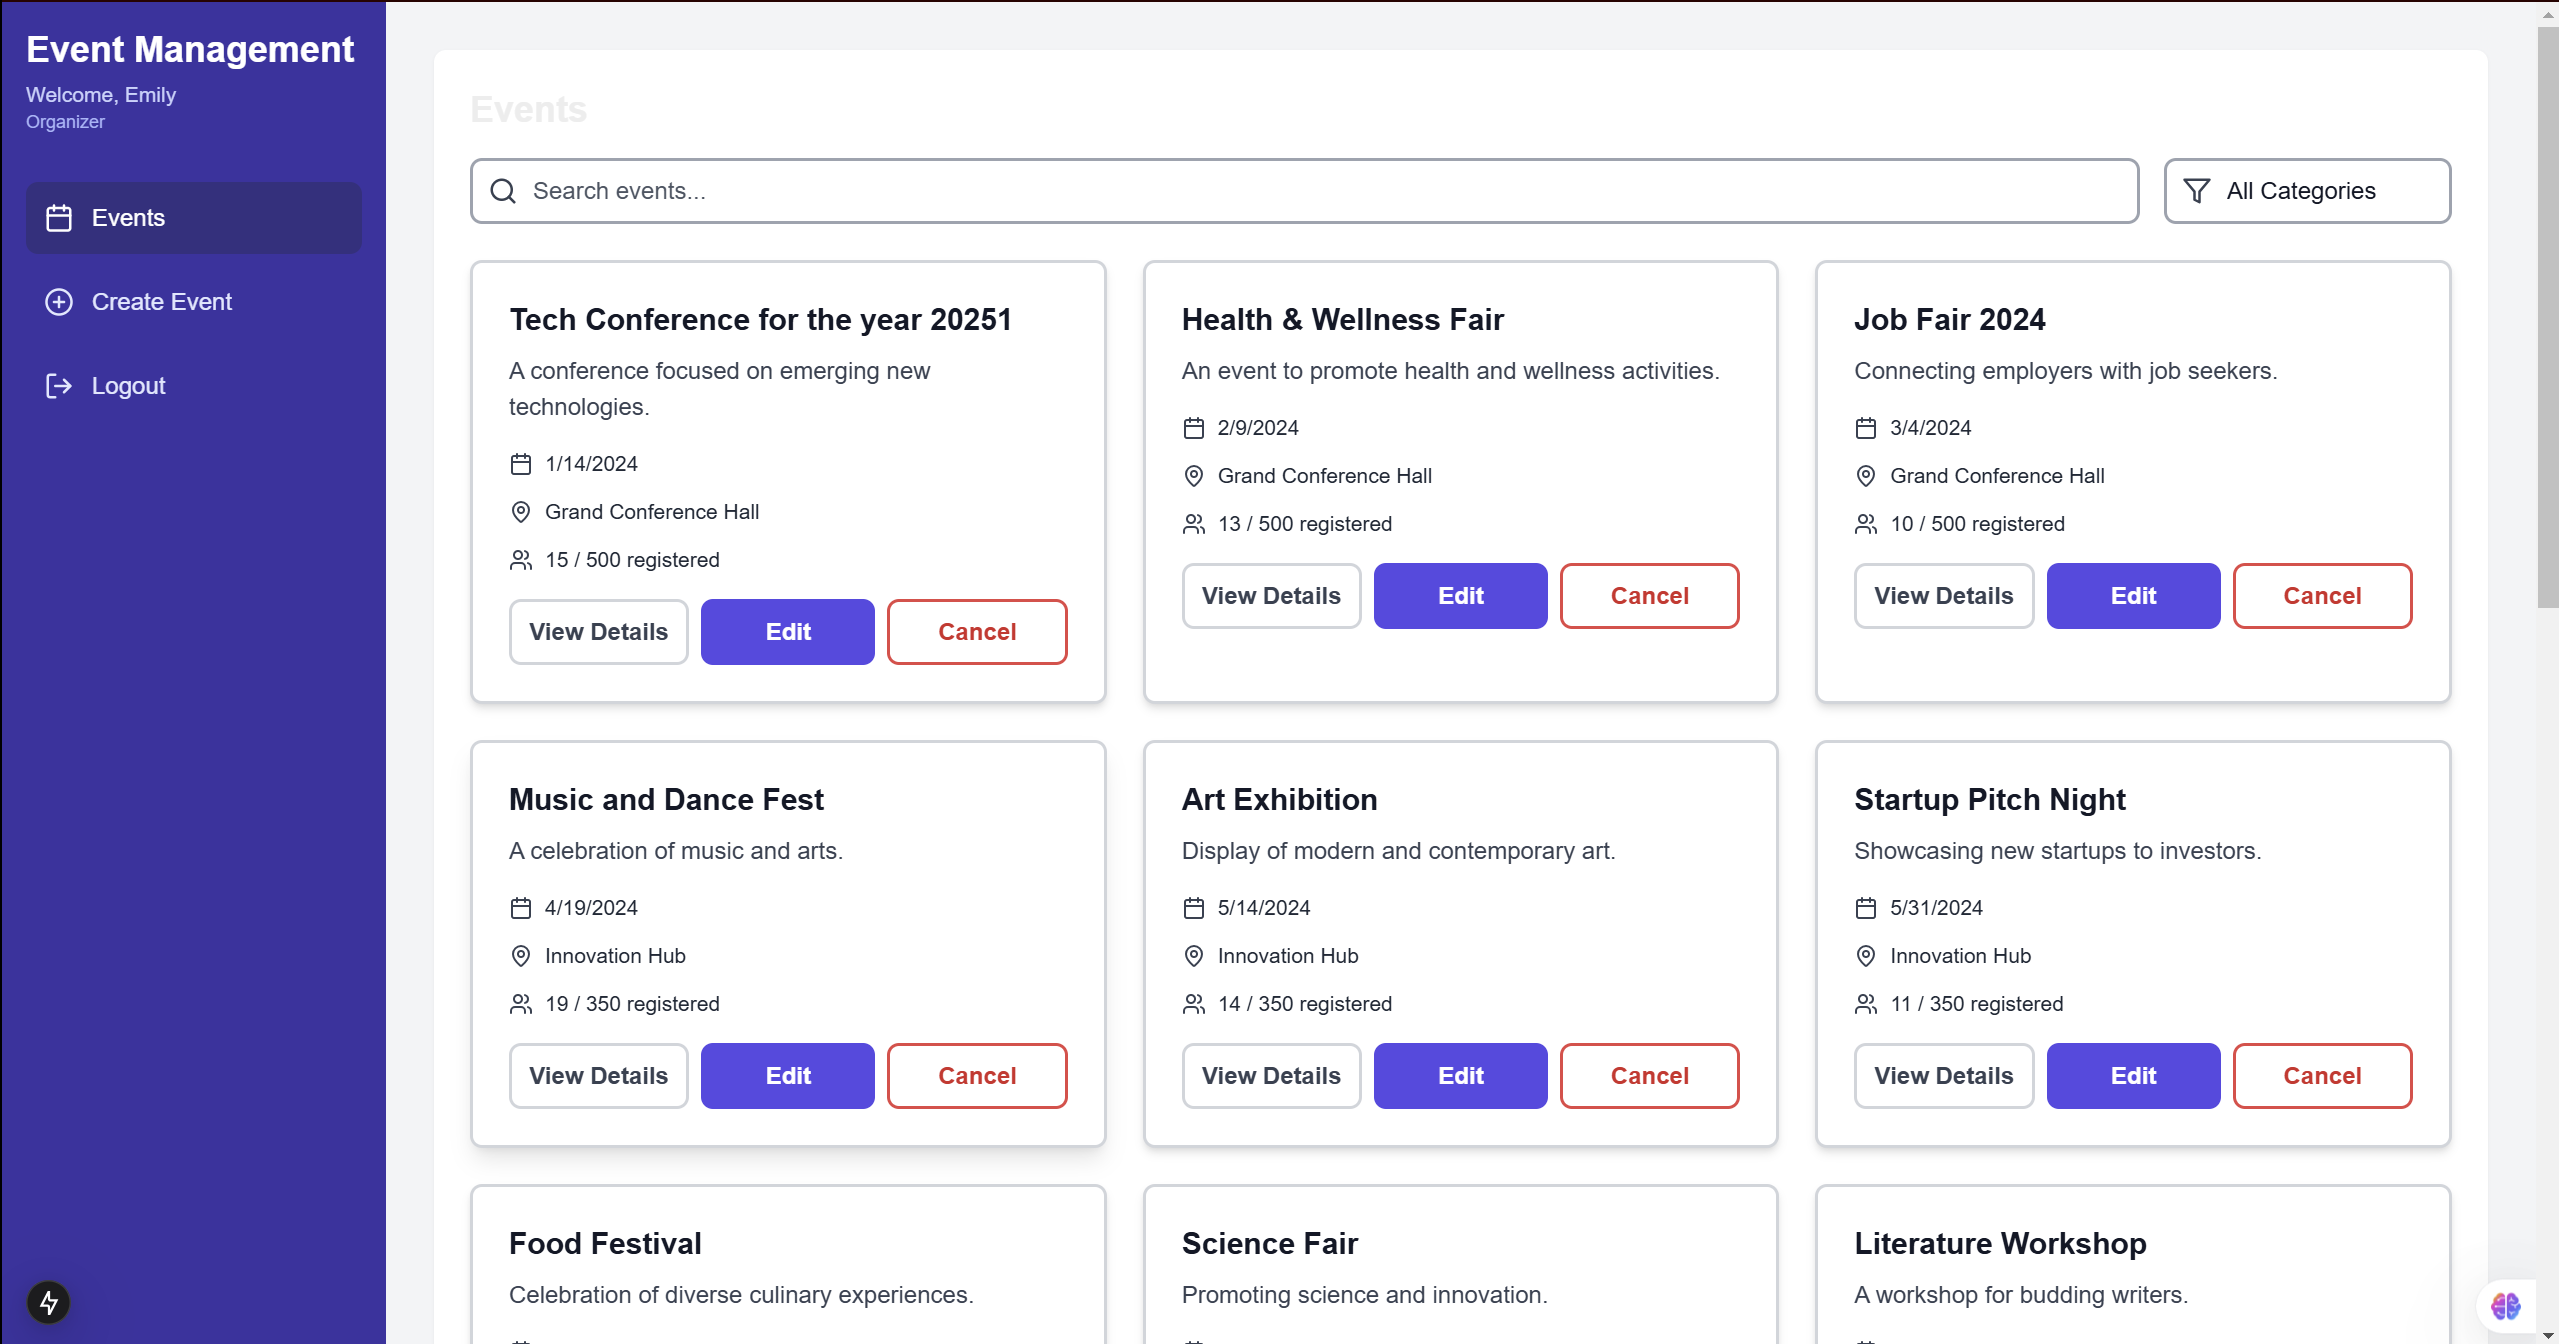 Event Management
Welcome, Emily
Organizer
Events
Create Event
Logout
Events
Search events...
All Categories
Tech Conference for the year 20251
A conference focused on emerging new
technologies.
1/14/2024
Grand Conference Hall
15 / 500 registered
View Details
Edit
Cancel
Health & Wellness Fair
An event to promote health and wellness activities.
2/9/2024
Grand Conference Hall
13 / 500 registered
View Details
Edit
Cancel
Job Fair 2024
Connecting employers with job seekers.
3/4/2024
Grand Conference Hall
10 / 500 registered
View Details
Edit
Cancel
Music and Dance Fest
A celebration of music and arts.
4/19/2024
Innovation Hub
19 / 350 registered
View Details
Edit
Cancel
Art Exhibition
Display of modern and contemporary art.
5/14/2024
Innovation Hub
14 / 350 registered
View Details
Edit
Cancel
Startup Pitch Night
Showcasing new startups to investors.
5/31/2024
Innovation Hub
11 / 350 registered
View Details
Edit
Cancel
Food Festival
Celebration of diverse culinary experiences.
Science Fair
Promoting science and innovation.
Literature Workshop
A workshop for budding writers.